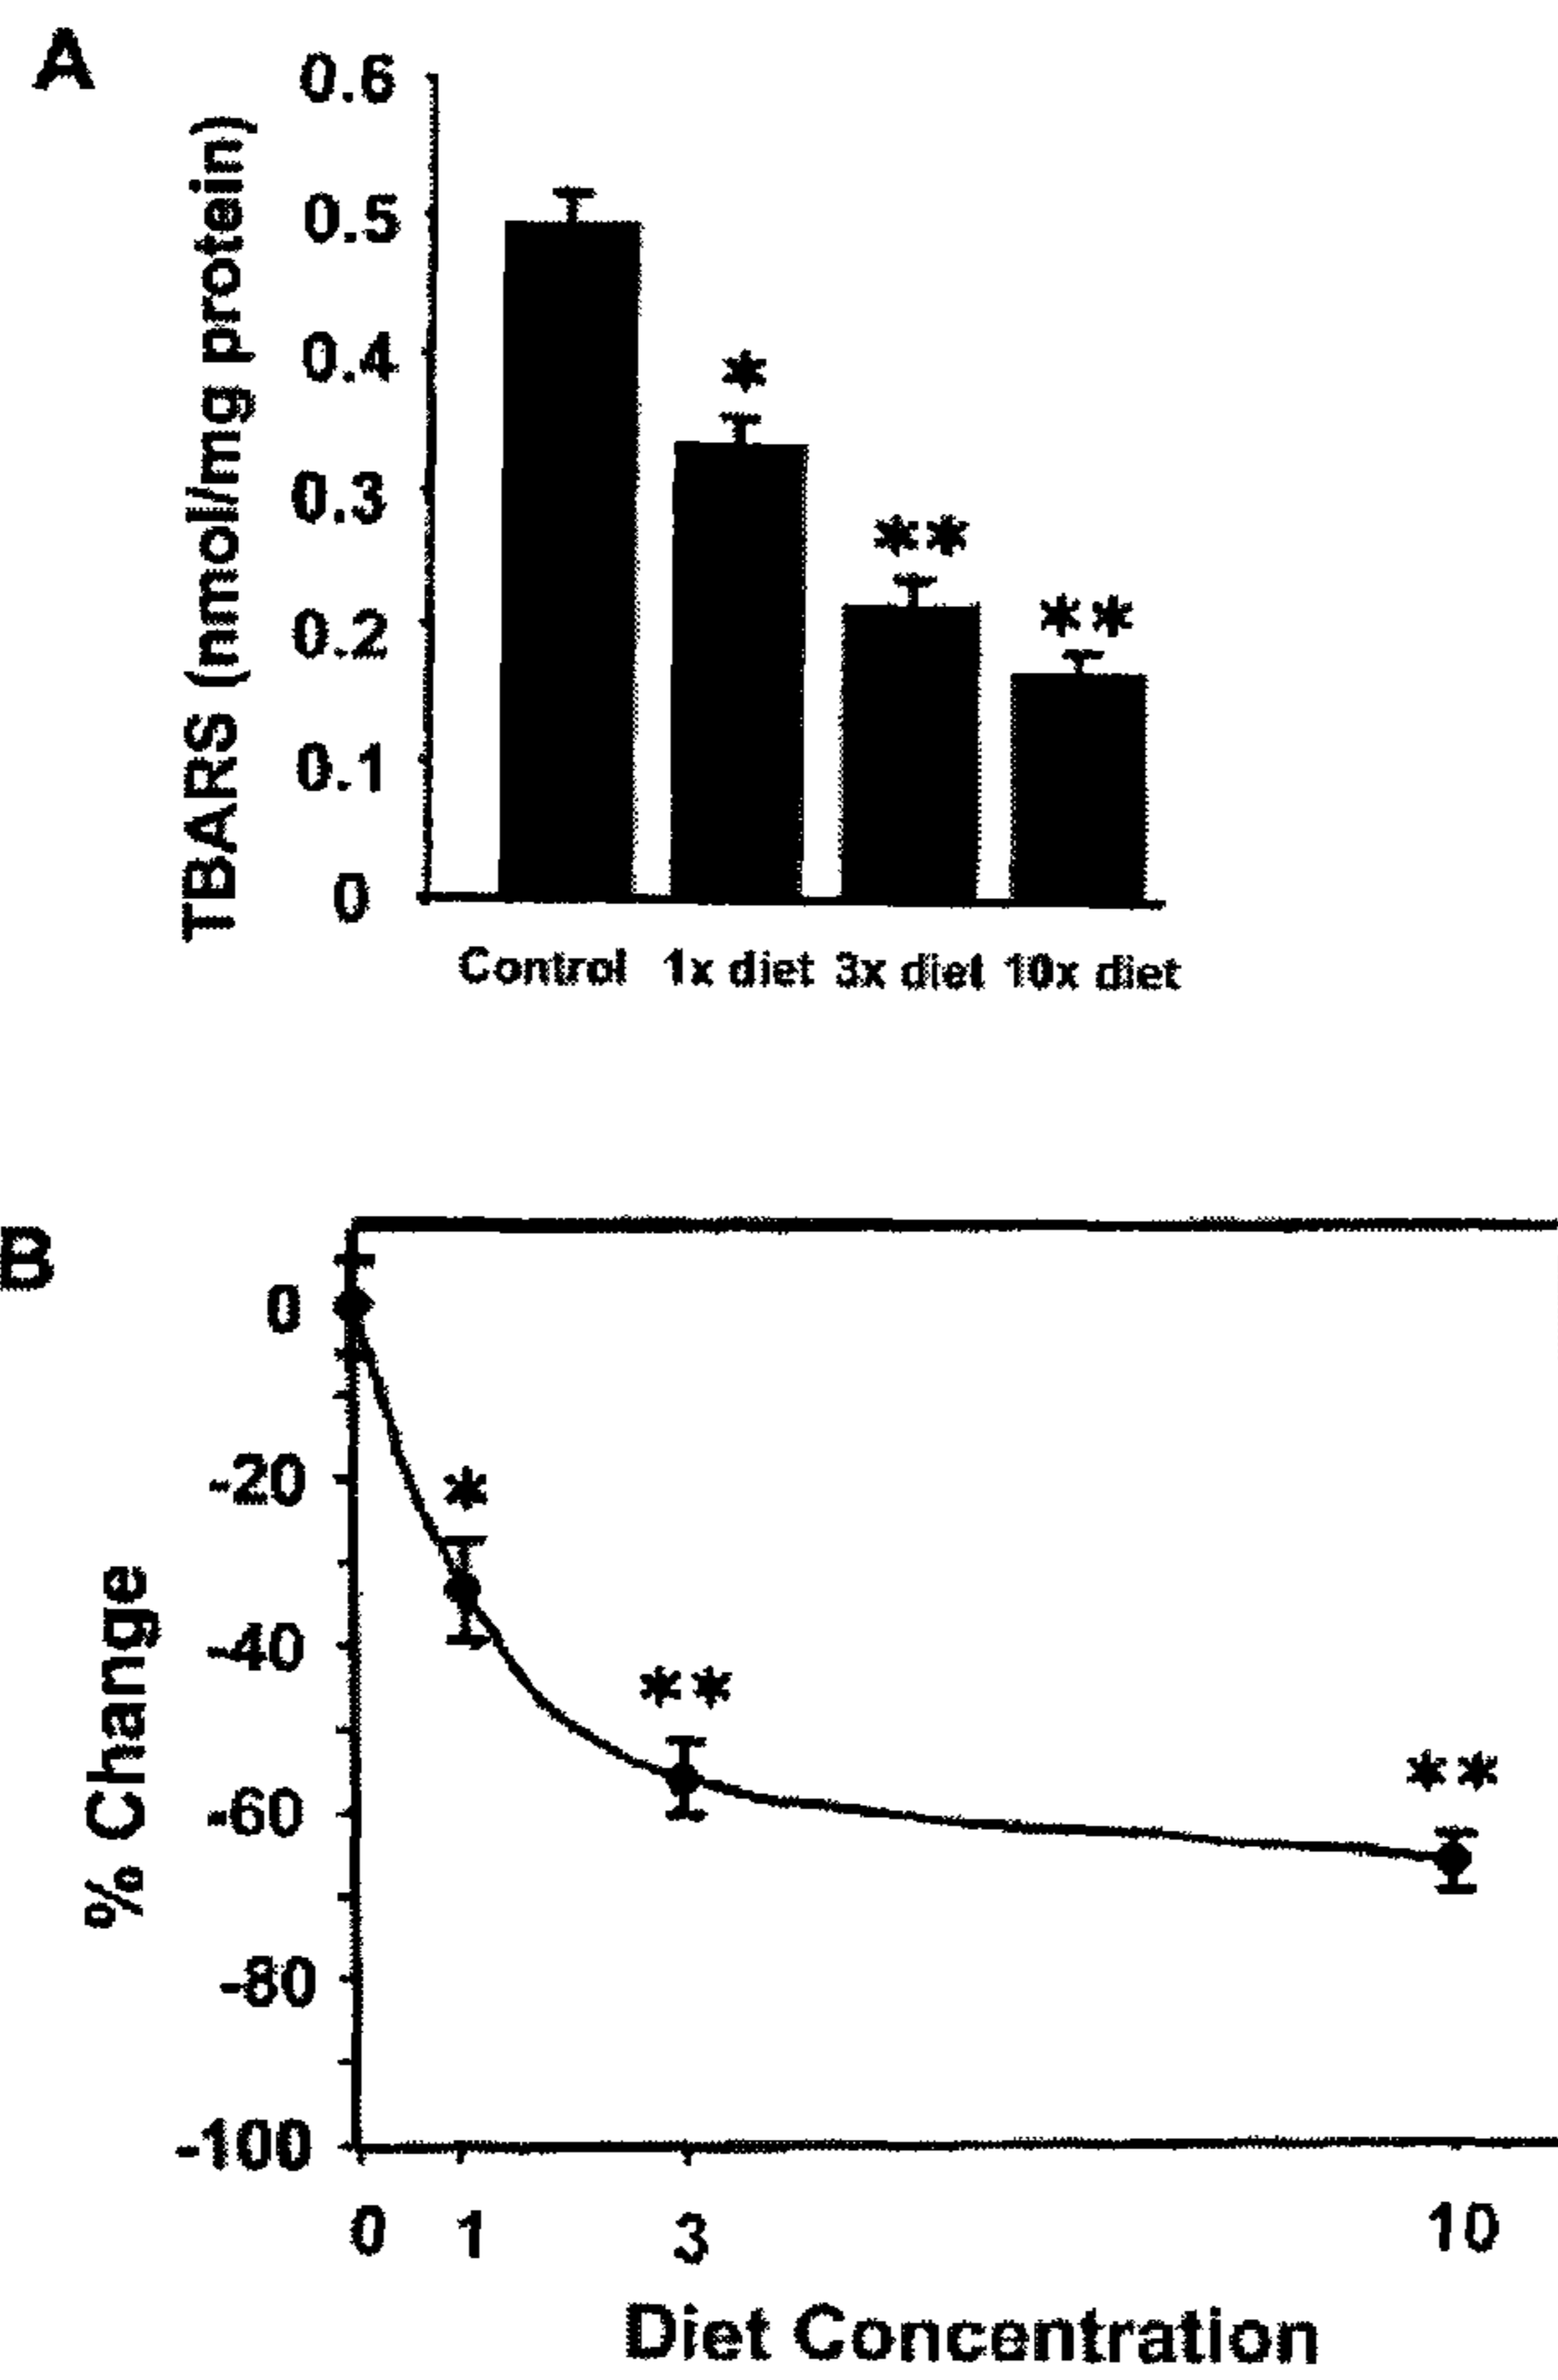 A
TBARS (nmol/mg protein)
0.6
0.5
0.4
0.3
0.2
0.1
0
*
**
**
Control 1x diet 3x diet 10x diet
B
% Change
0
-20
-40
-60
-80
-100
*
**
**
0 1 3 10
Diet Concentration